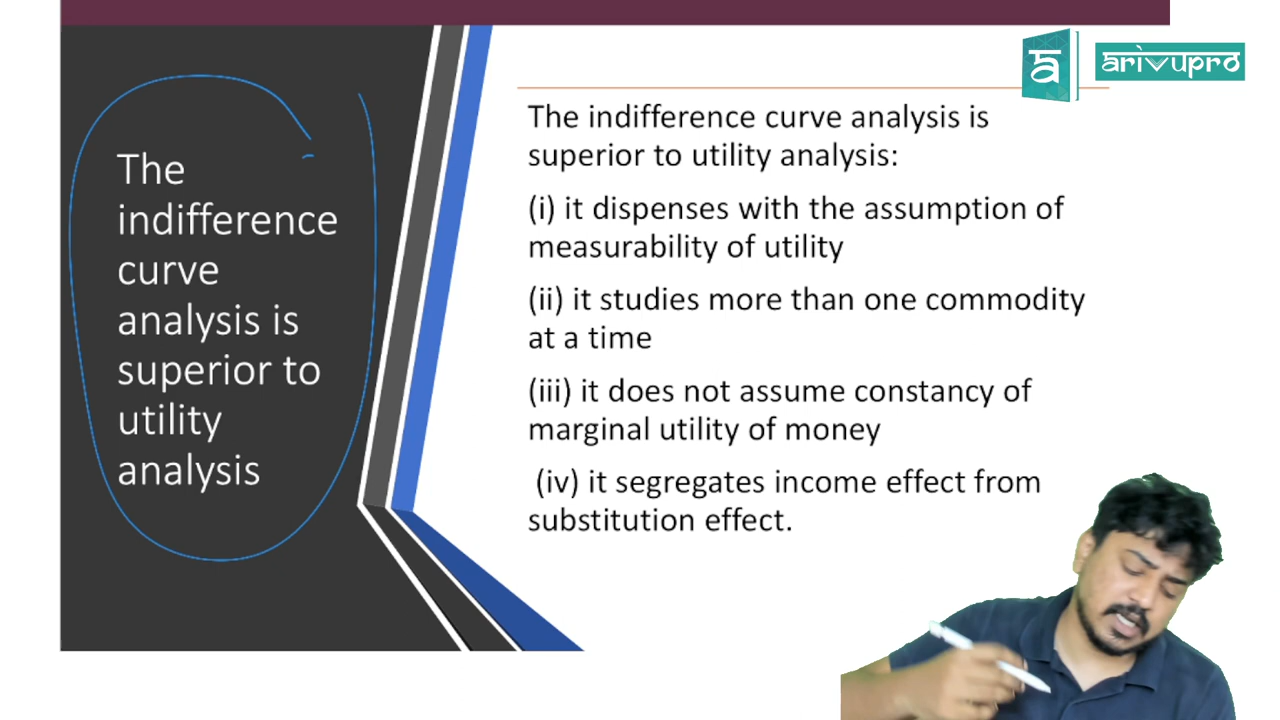 The
indifference
curve
analysis is
superior to
utility
analysis
ā
arivupro
The indifference curve analysis is
superior to utility analysis:
(i) it dispenses with the assumption of
measurability of utility
(ii) it studies more than one commodity
at a time
(iii) it does not assume constancy of
marginal utility of money
(iv) it segregates income effect from
substitution effect.